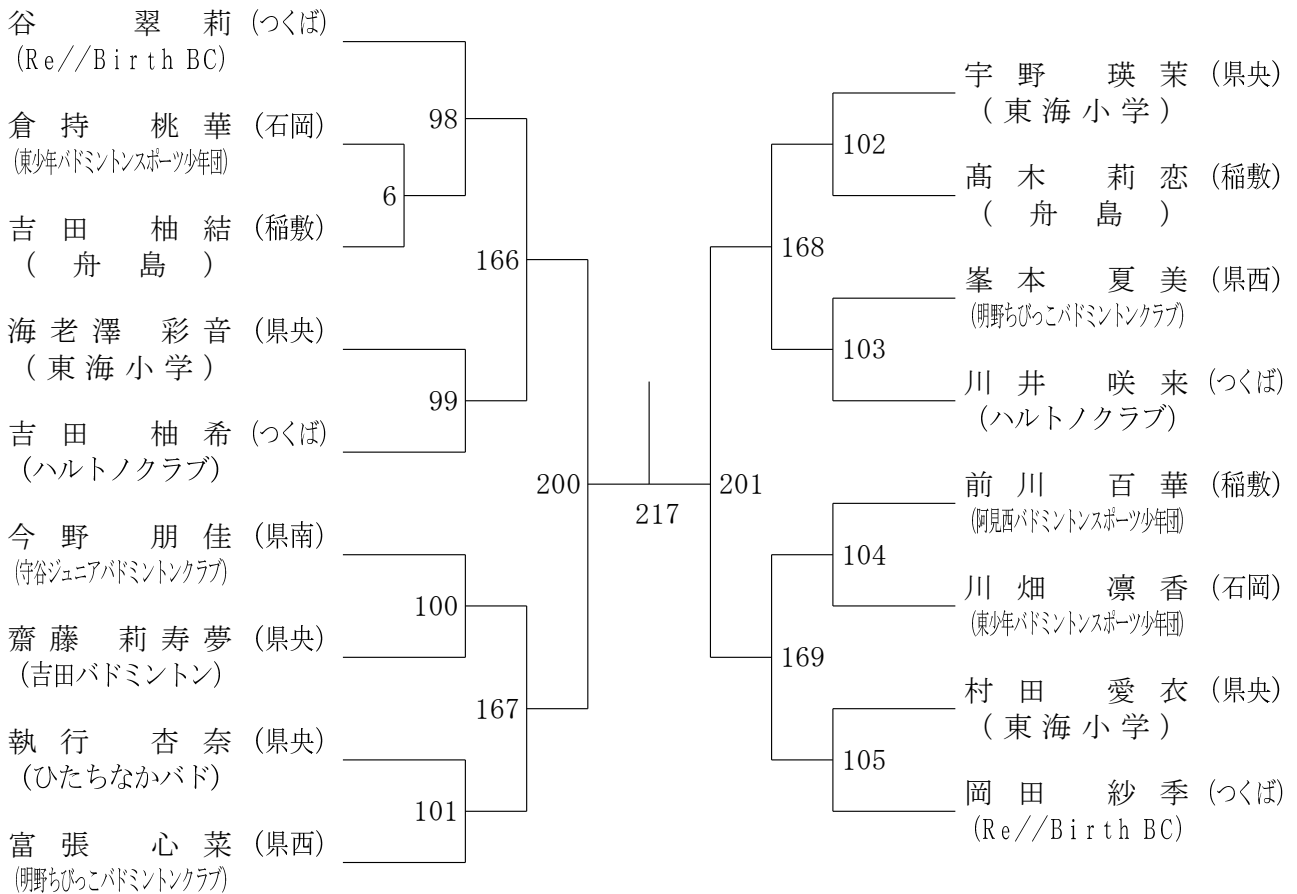 谷 翠 莉 (つくば)
(Re//Birth BC)
倉 持 桃 華 (石岡)
(東少年バドミントンスポーツ少年団)
吉 田 柚 結 (稲敷)
( 舟 島 )
海 老 澤 彩 音 (県央)
( 東 海 小 学 )
吉 田 柚 希 (つくば)
(ハルトノクラブ)
今 野 朋 佳 (県南)
(守谷ジュニアバドミントンクラブ)
齋 藤 莉 寿 夢 (県央)
(吉田バドミントン)
執 行 杏 奈 (県央)
(ひたちなかバド)
富 張 心 菜 (県西)
(明野ちびっこバドミントンクラブ)
98
6
166
99
200
100
167
101
217
宇 野 瑛 茉 (県央)
( 東 海 小 学 )
髙 木 莉 恋 (稲敷)
( 舟 島 )
峯 本 夏 美 (県西)
(明野ちびっこバドミントンクラブ)
川 井 咲 来 (つくば)
(ハルトノクラブ)
前 川 百 華 (稲敷)
(阿見西バドミントンスポーツ少年団)
川 畑 凛 香 (石岡)
(東少年バドミントンスポーツ少年団)
村 田 愛 衣 (県央)
( 東 海 小 学 )
岡 田 紗 季 (つくば)
(Re//Birth BC)
102
168
103
201
104
169
105